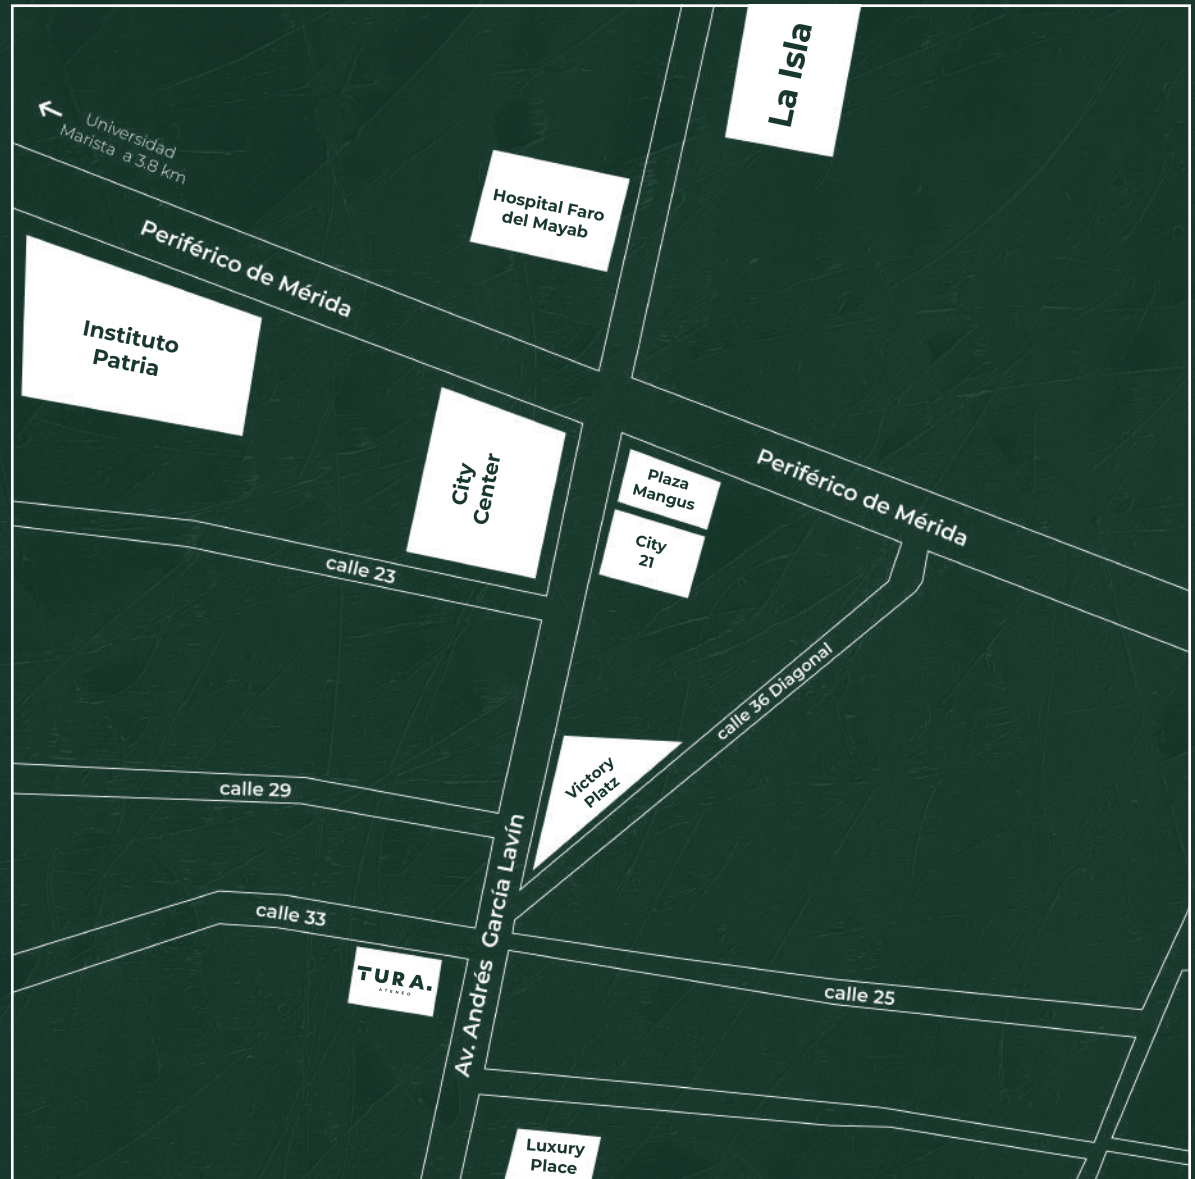 La Isla
Universidad
Marista a 3.8 km
Hospital Faro
del Mayab
Periférico de Mérida
Instituto
Patria
City
Center
Plaza
Mangus
Periférico de Mérida
City
21
calle 23
calle 36 Diagonal
Victory
Platz
calle 29
Av. Andrés García Lavín
calle 33
TURA.
ATENEO
calle 25
Luxury
Place